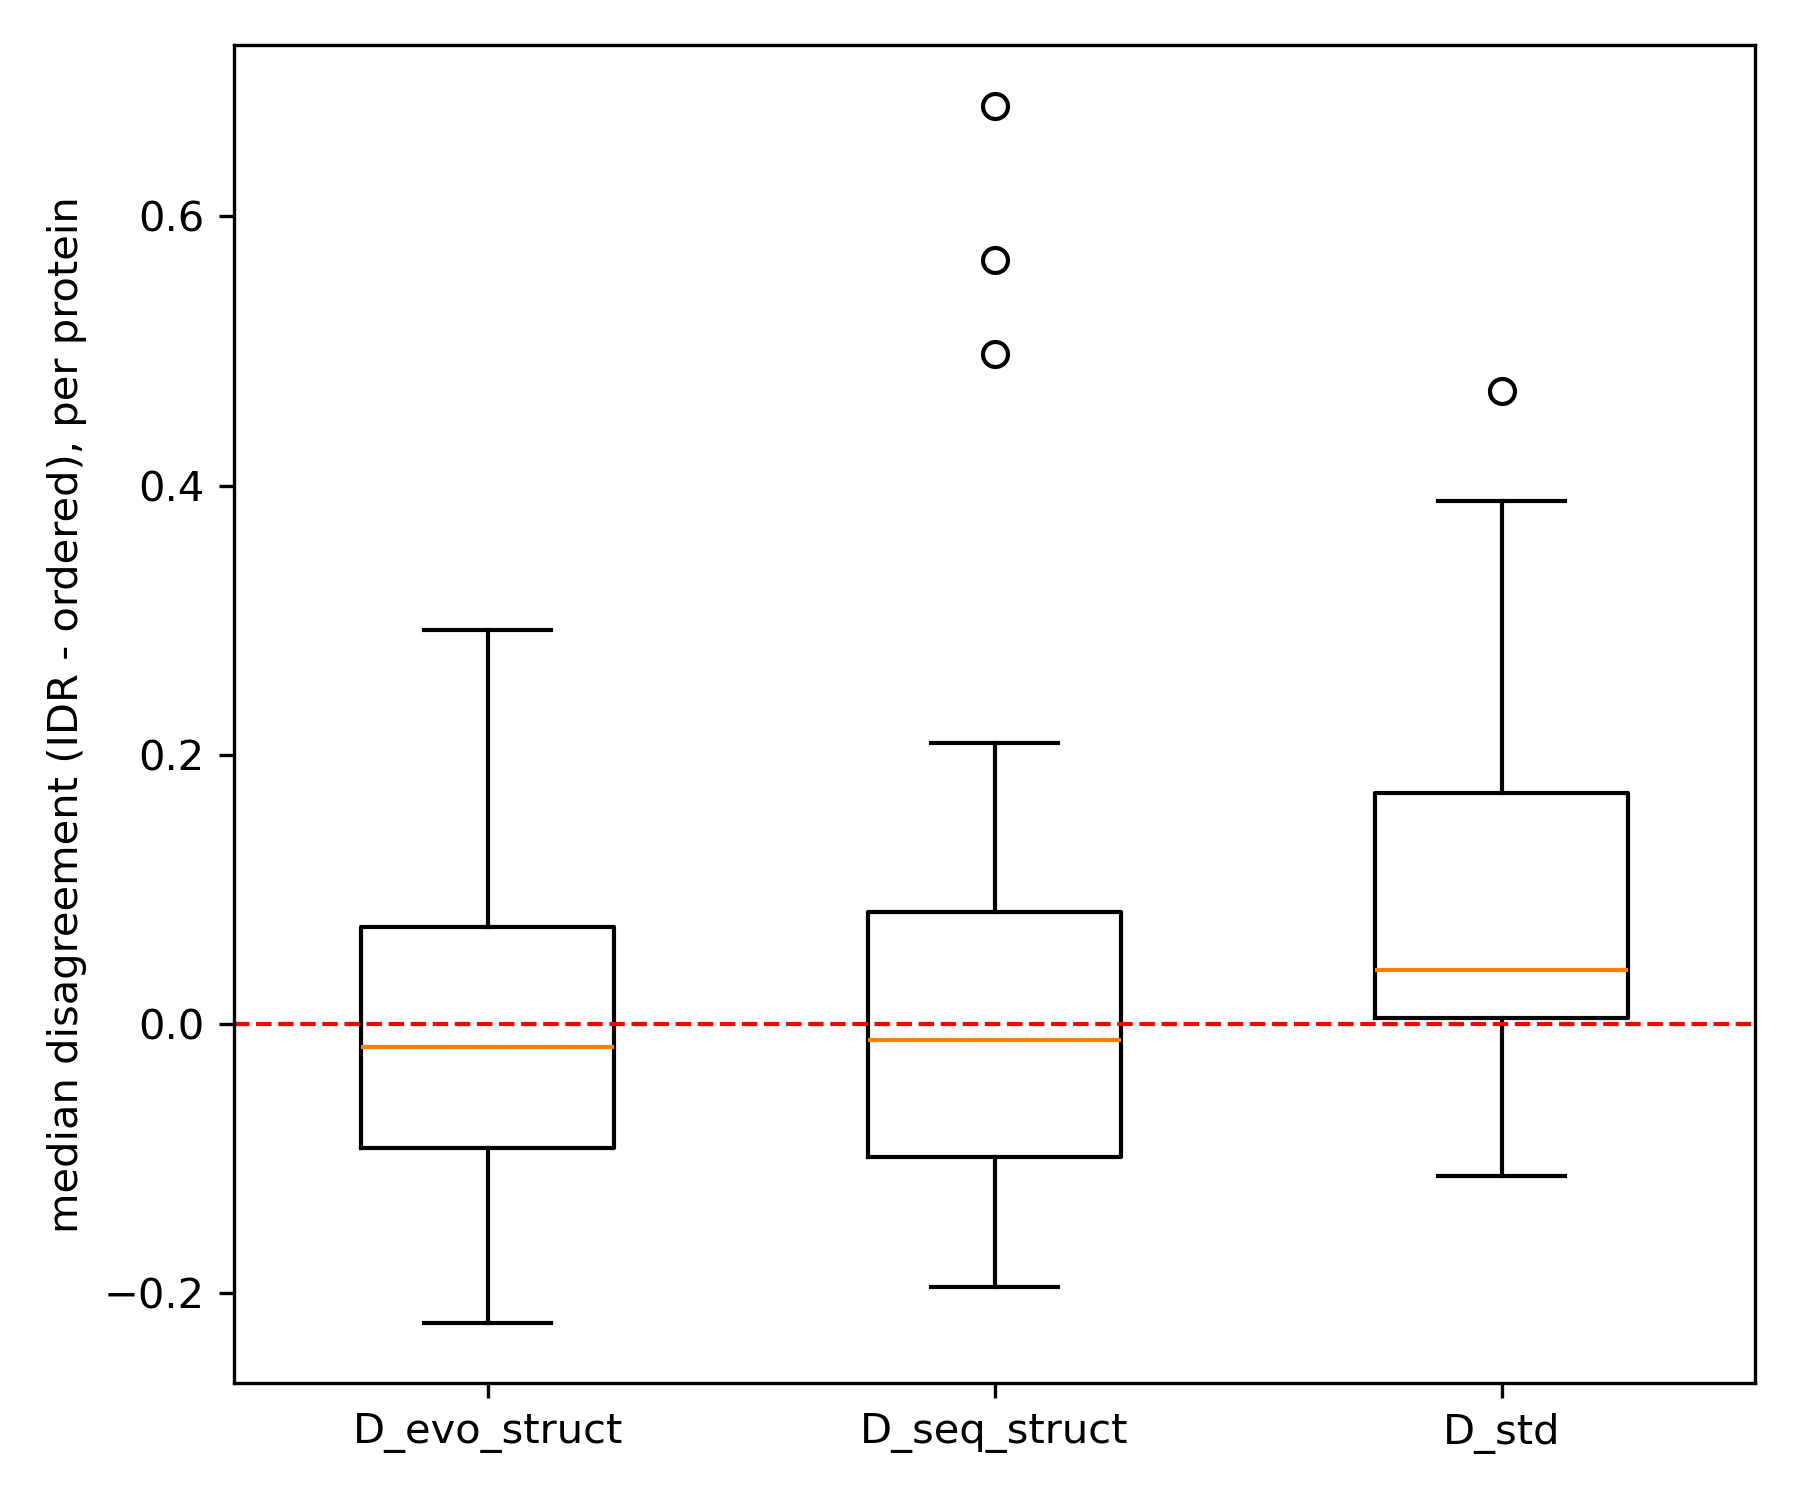 median disagreement (IDR - ordered), per protein
0.6
0.4
0.2
0.0
−0.2
D_evo_struct
D_seq_struct
D_std